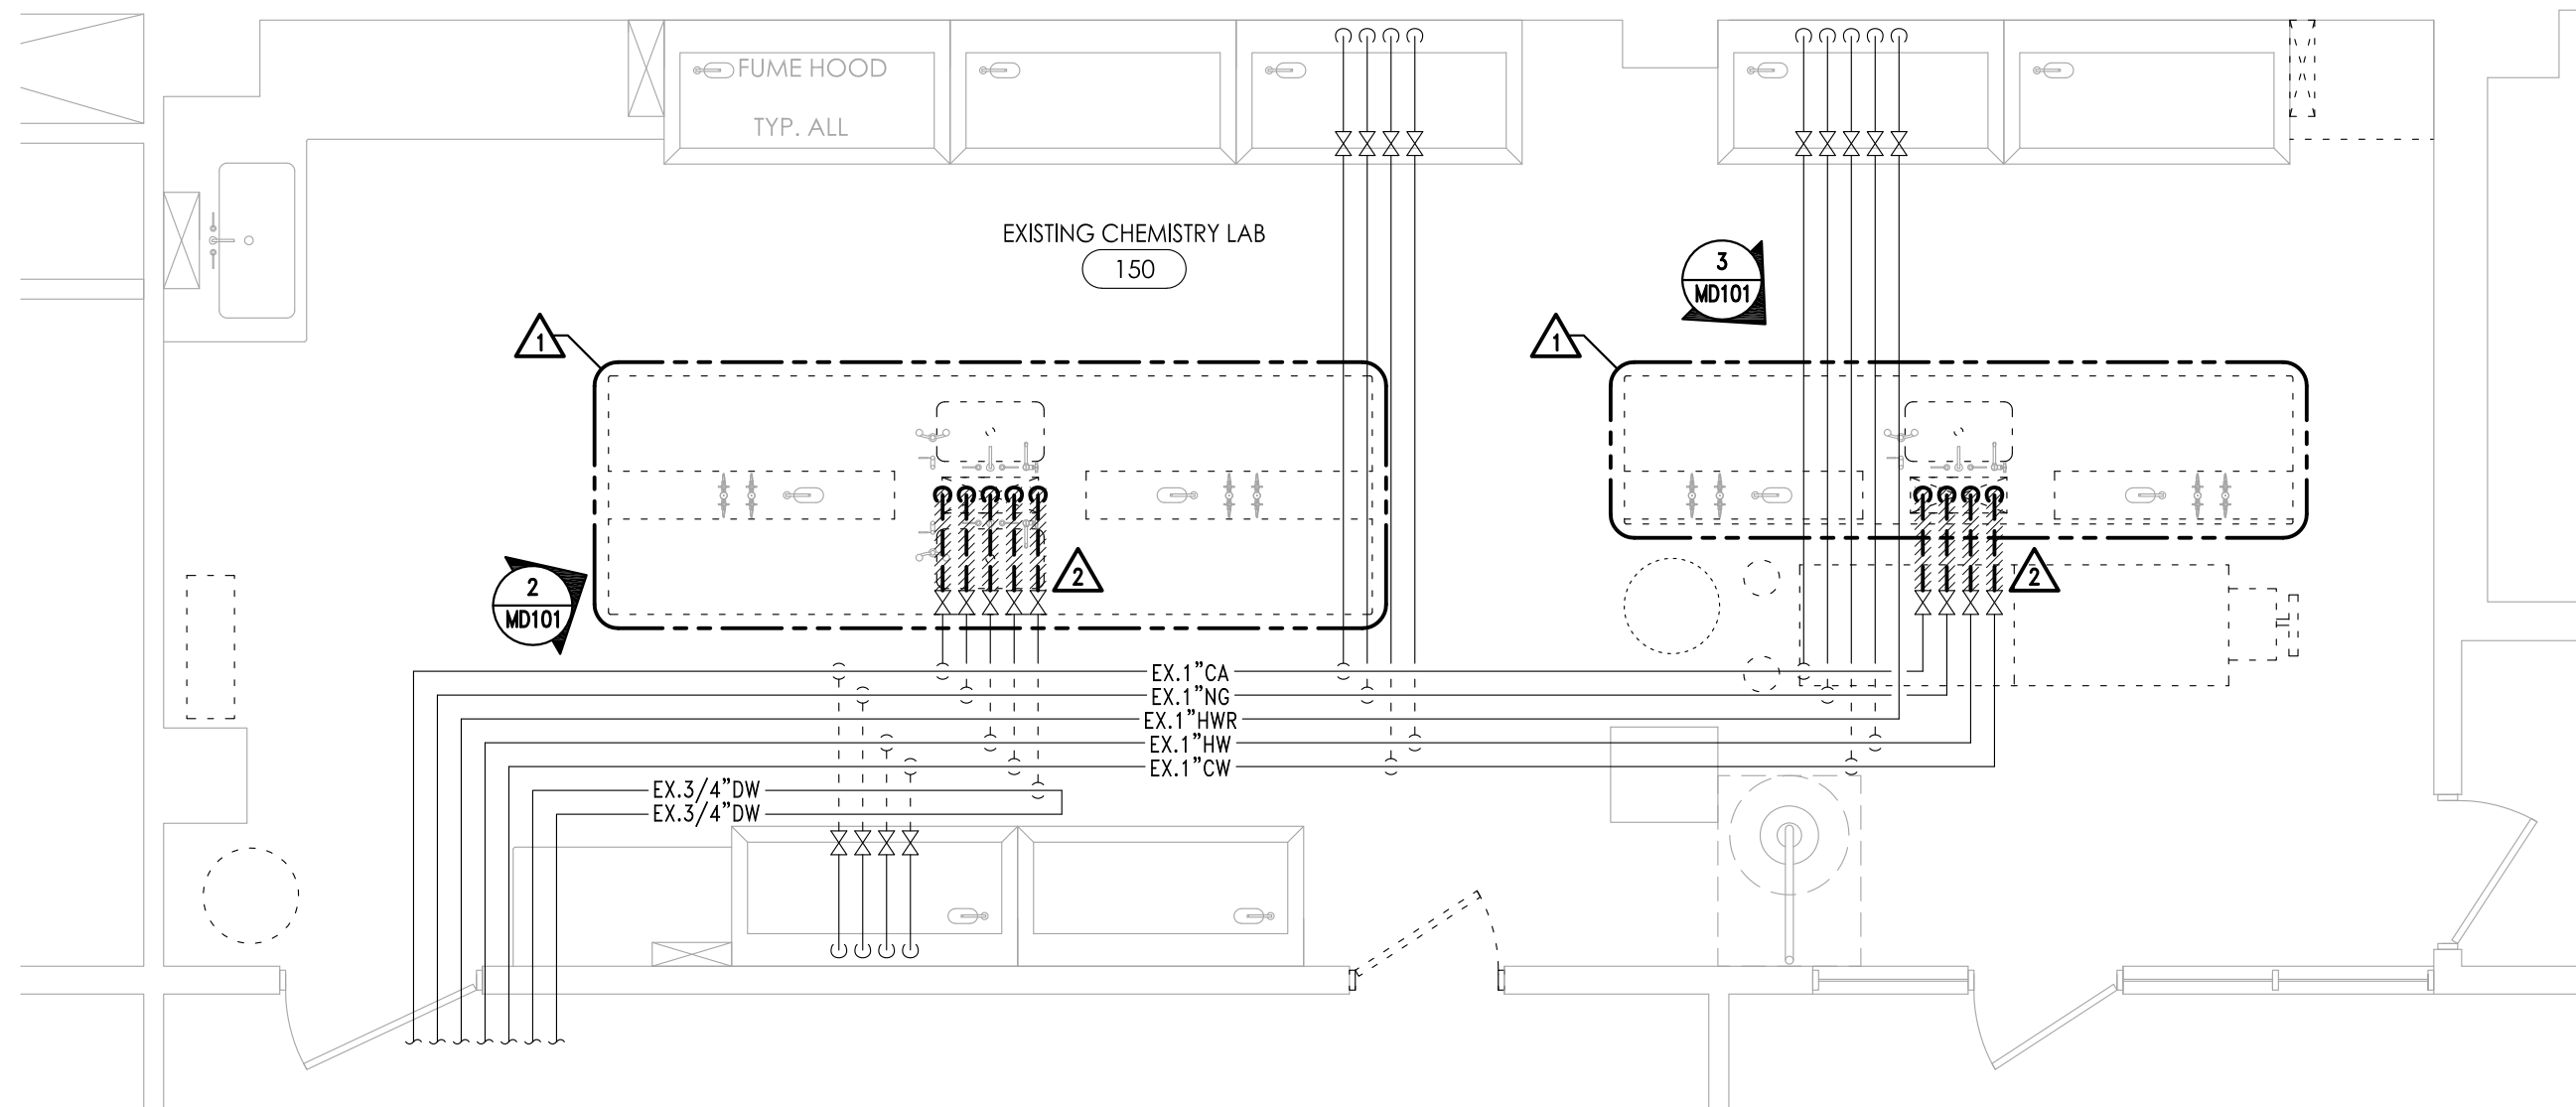 FUME HOOD
TYP. ALL
EXISTING CHEMISTRY LAB
150
3
MD101
1
1
2
MD101
2
2
EX.1"CA
EX.1"NG
EX.1"HWR
EX.1"HW
EX.1"CW
EX.3/4"DW
EX.3/4"DW